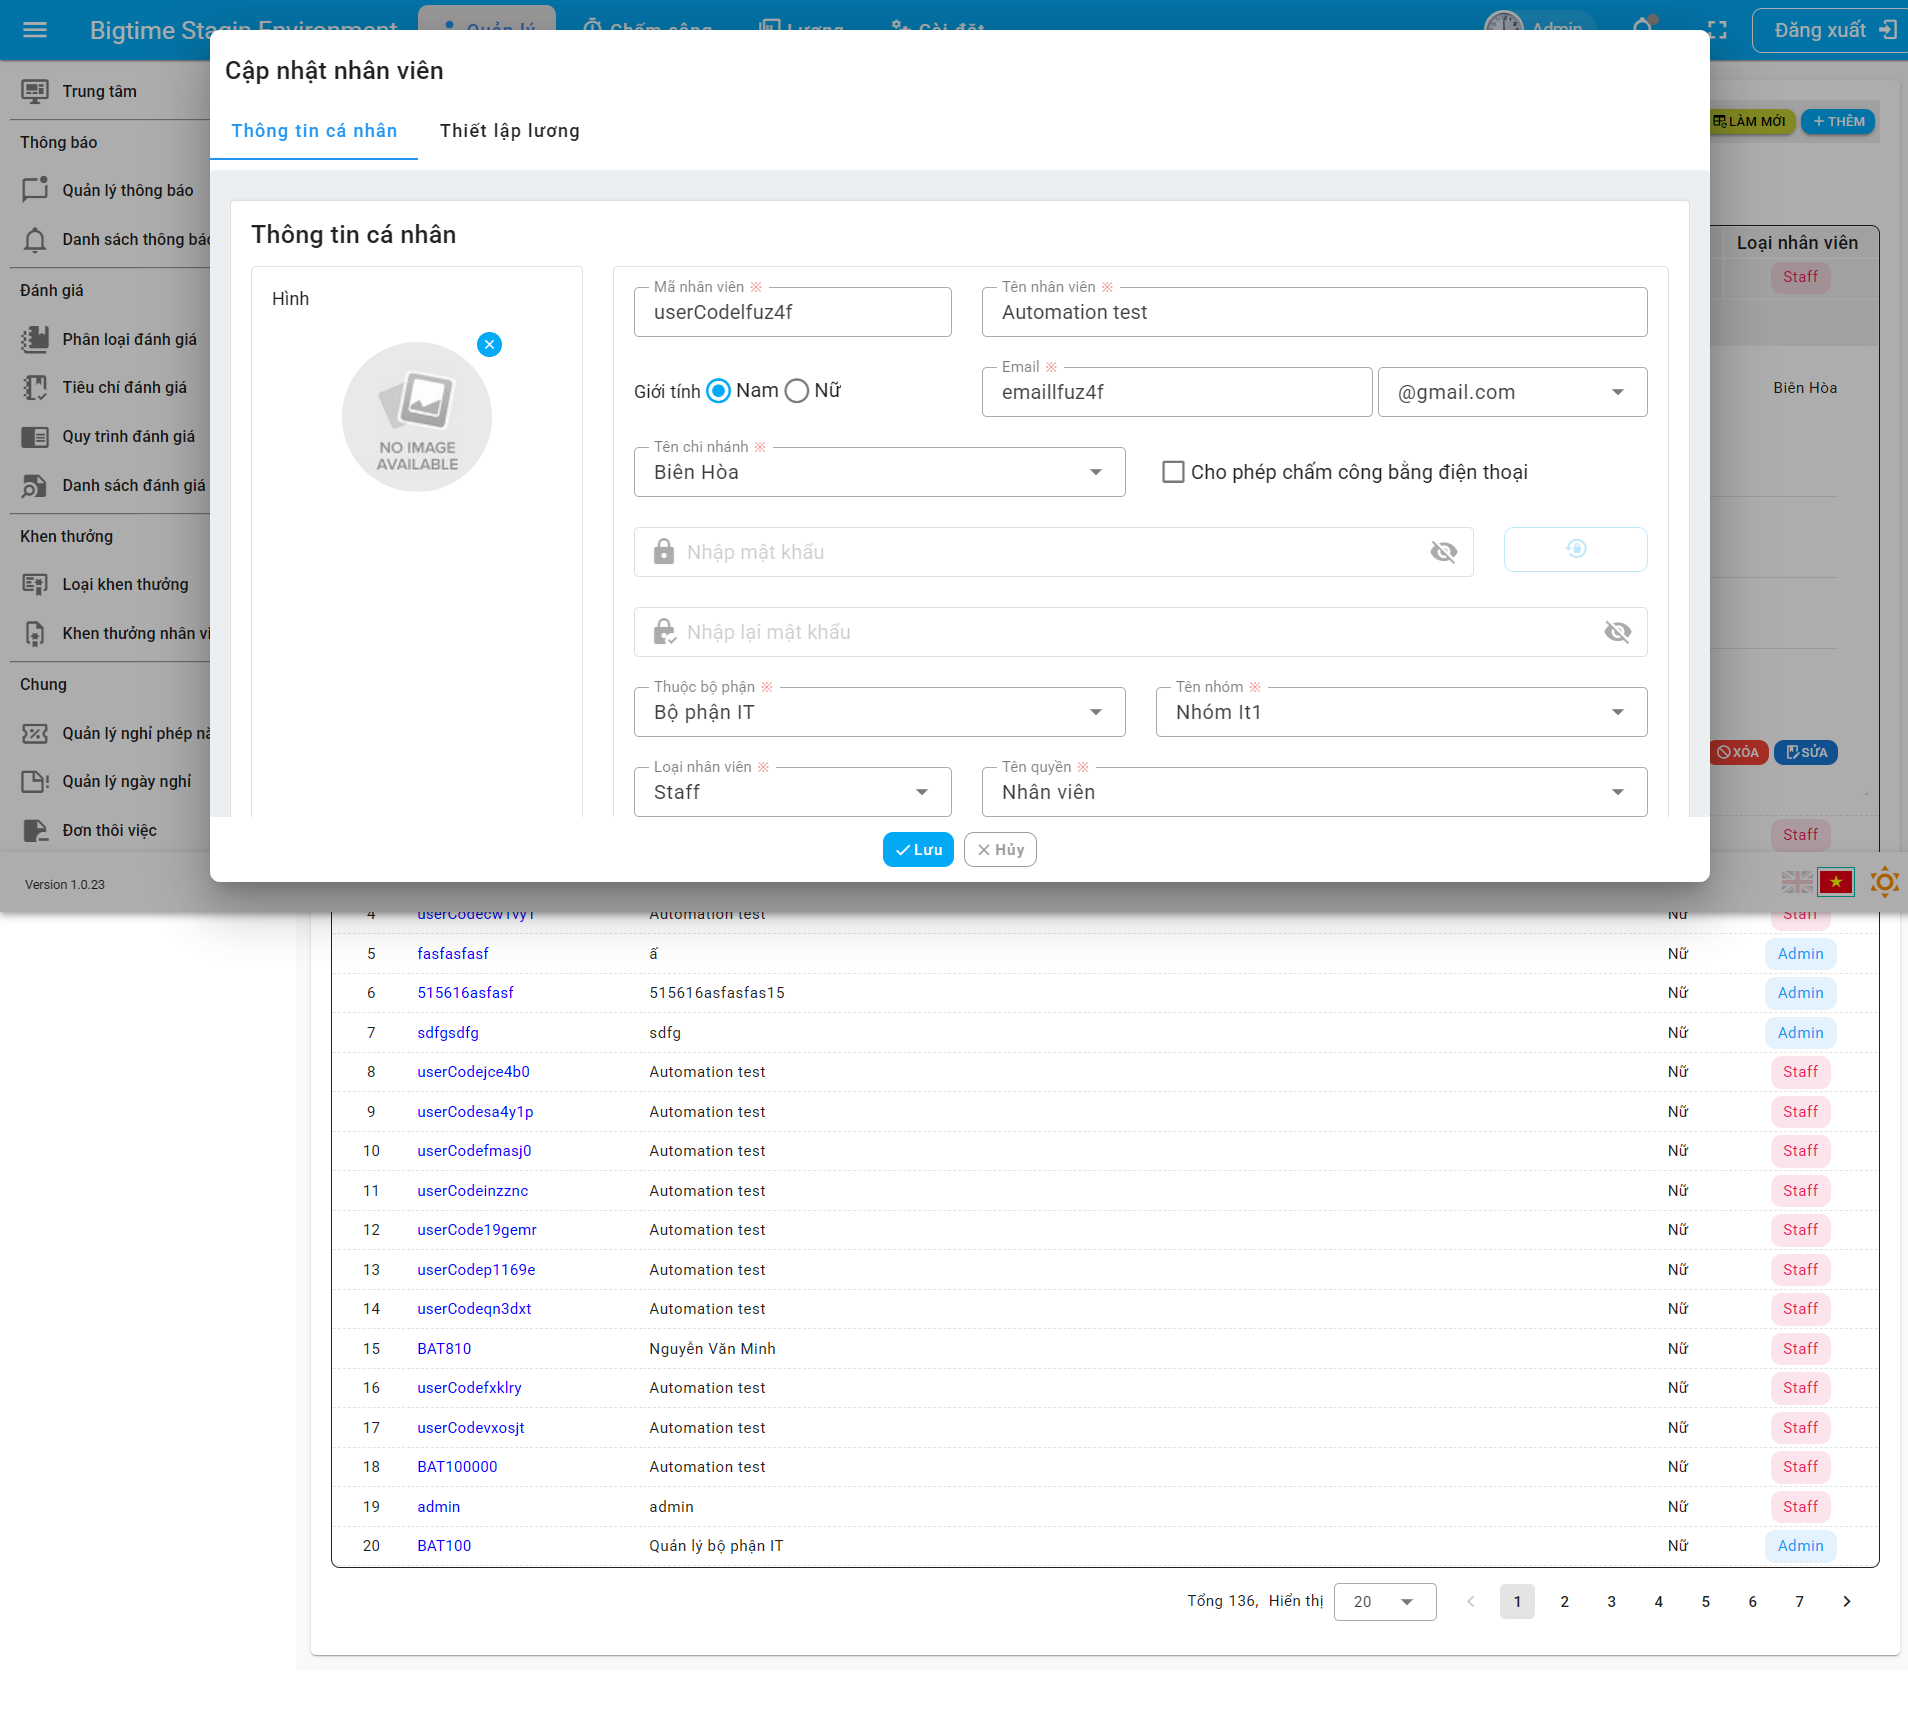 Bigtime Stagin Environment Quản lý Chấm công Lương Cài đặt Admin Đăng xuất
Cập nhật nhân viên
Thông tin cá nhân Thiết lập lương
Trung tâm
Thông báo
Quản lý thông báo
Danh sách thông báo
Đánh giá
Phân loại đánh giá
Tiêu chí đánh giá
Quy trình đánh giá
Danh sách đánh giá
Khen thưởng
Loại khen thưởng
Khen thưởng nhân vi
Chung
Quản lý nghỉ phép nă
Quản lý ngày nghỉ
Đơn thôi việc
Version 1.0.23
LÀM MỚI + THÊM
Loại nhân viên
Staff
Biên Hòa
XÓA SỬA
Staff
Thông tin cá nhân
Hình
NO IMAGE
AVAILABLE
Mã nhân viên ※ Tên nhân viên ※
userCodelfuz4f Automation test
Giới tính Nam Nữ
Email ※
emaillfuz4f @gmail.com
Tên chi nhánh ※
Biên Hòa Cho phép chấm công bằng điện thoại
Nhập mật khẩu
Nhập lại mật khẩu
Thuộc bộ phận ※ Tên nhóm ※
Bộ phận IT Nhóm It1
Loại nhân viên ※ Tên quyền ※
Staff Nhân viên
Lưu Hủy
4 userCodecw1vy1 Automation test Nữ Staff
5 fasfasfasf ấ Nữ Admin
6 515616asfasf 515616asfasfas15 Nữ Admin
7 sdfgsdfg sdfg Nữ Admin
8 userCodejce4b0 Automation test Nữ Staff
9 userCodesa4y1p Automation test Nữ Staff
10 userCodefmasj0 Automation test Nữ Staff
11 userCodeinzznc Automation test Nữ Staff
12 userCode19gemr Automation test Nữ Staff
13 userCodep1169e Automation test Nữ Staff
14 userCodeqn3dxt Automation test Nữ Staff
15 BAT810 Nguyễn Văn Minh Nữ Staff
16 userCodefxklry Automation test Nữ Staff
17 userCodevxosjt Automation test Nữ Staff
18 BAT100000 Automation test Nữ Staff
19 admin admin Nữ Staff
20 BAT100 Quản lý bộ phận IT Nữ Admin
Tổng 136, Hiển thị 20 1 2 3 4 5 6 7